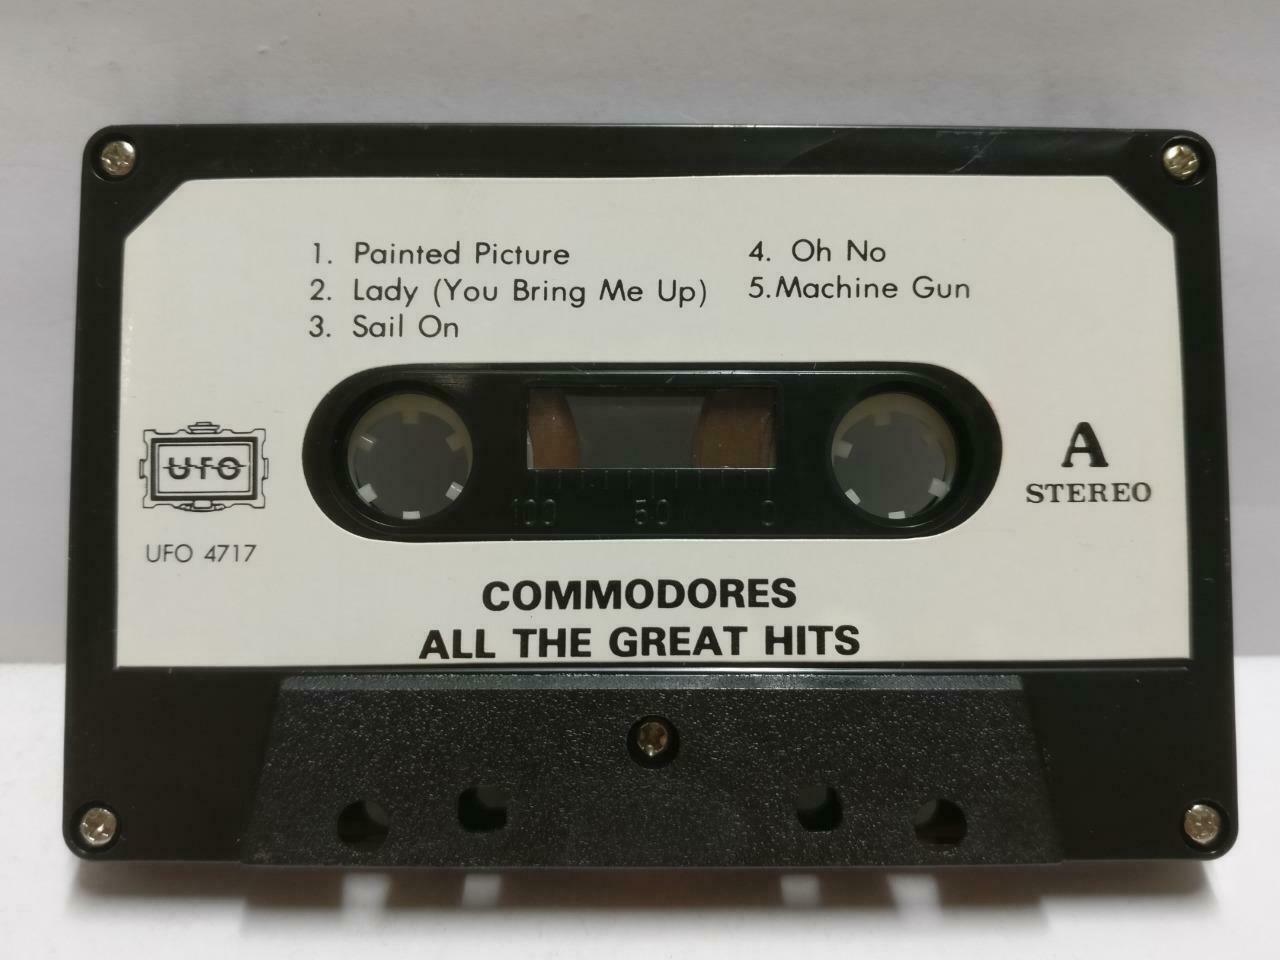 1. Painted Picture
2. Lady (You Bring Me Up)
3. Sail On
4. Oh No
5.Machine Gun
UFO
UFO 4717
A
STEREO
100 50 0
COMMODORES
ALL THE GREAT HITS